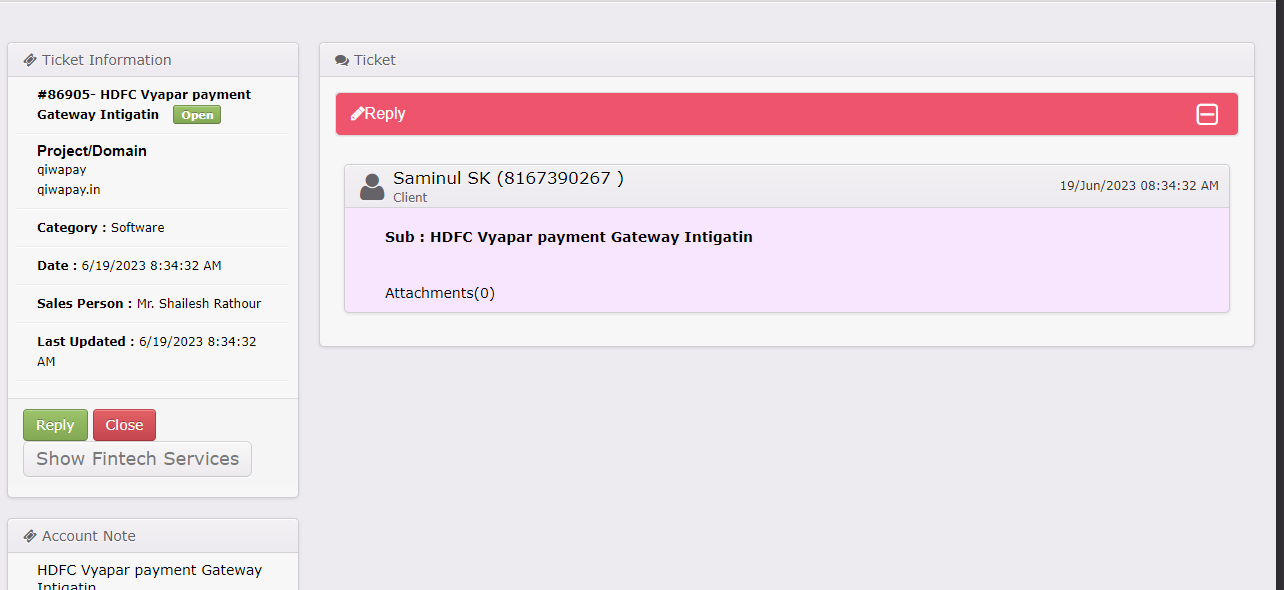 Ticket Information
#86905- HDFC Vyapar payment
Gateway Intigatin Open
Project/Domain
qiwapay
qiwapay.in
Category : Software
Date : 6/19/2023 8:34:32 AM
Sales Person : Mr. Shailesh Rathour
Last Updated : 6/19/2023 8:34:32
AM
Reply Close
Show Fintech Services
Account Note
HDFC Vyapar payment Gateway
Intigatin
Ticket
Reply
Saminul SK (8167390267 )
Client
19/Jun/2023 08:34:32 AM
Sub : HDFC Vyapar payment Gateway Intigatin
Attachments(0)